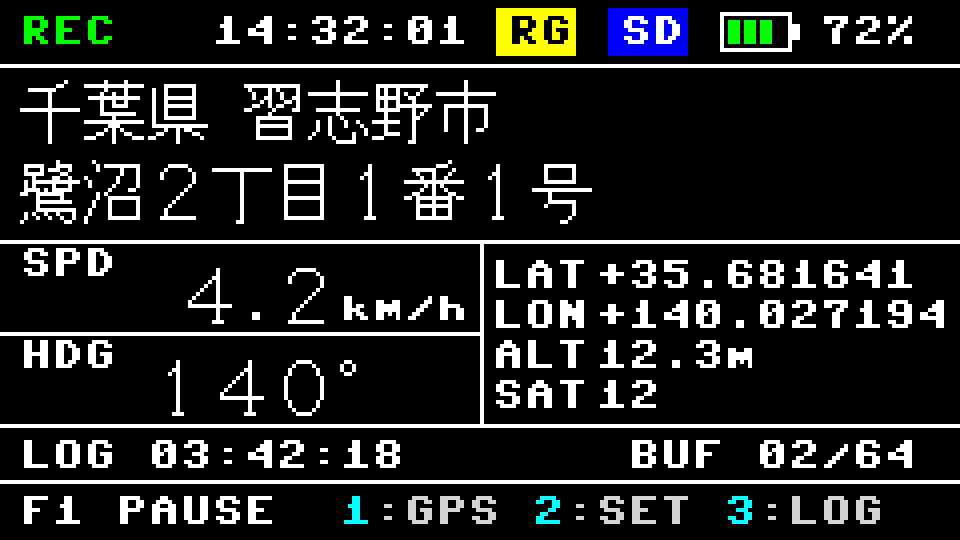 REC 14:32:01 RG SD 72%
千葉県 習志野市
鷺沼2丁目1番1号
SPD 4.2km/h
HDG 140°
LAT +35.681641
LON +140.027194
ALT 12.3m
SAT 12
LOG 03:42:18 BUF 02/64
F1 PAUSE 1:GPS 2:SET 3:LOG